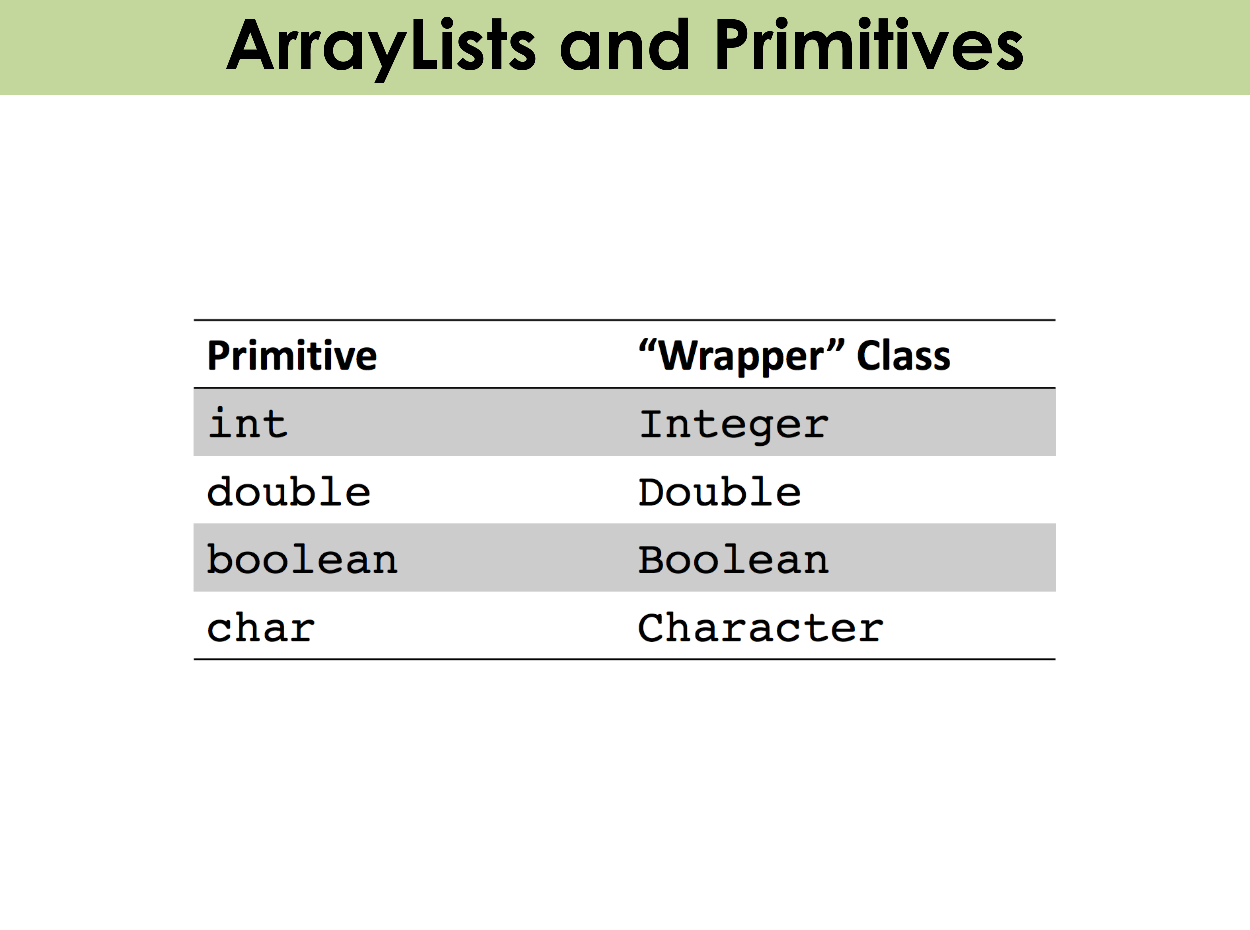 ArrayLists and Primitives
Primitive “Wrapper” Class
int Integer
double Double
boolean Boolean
char Character